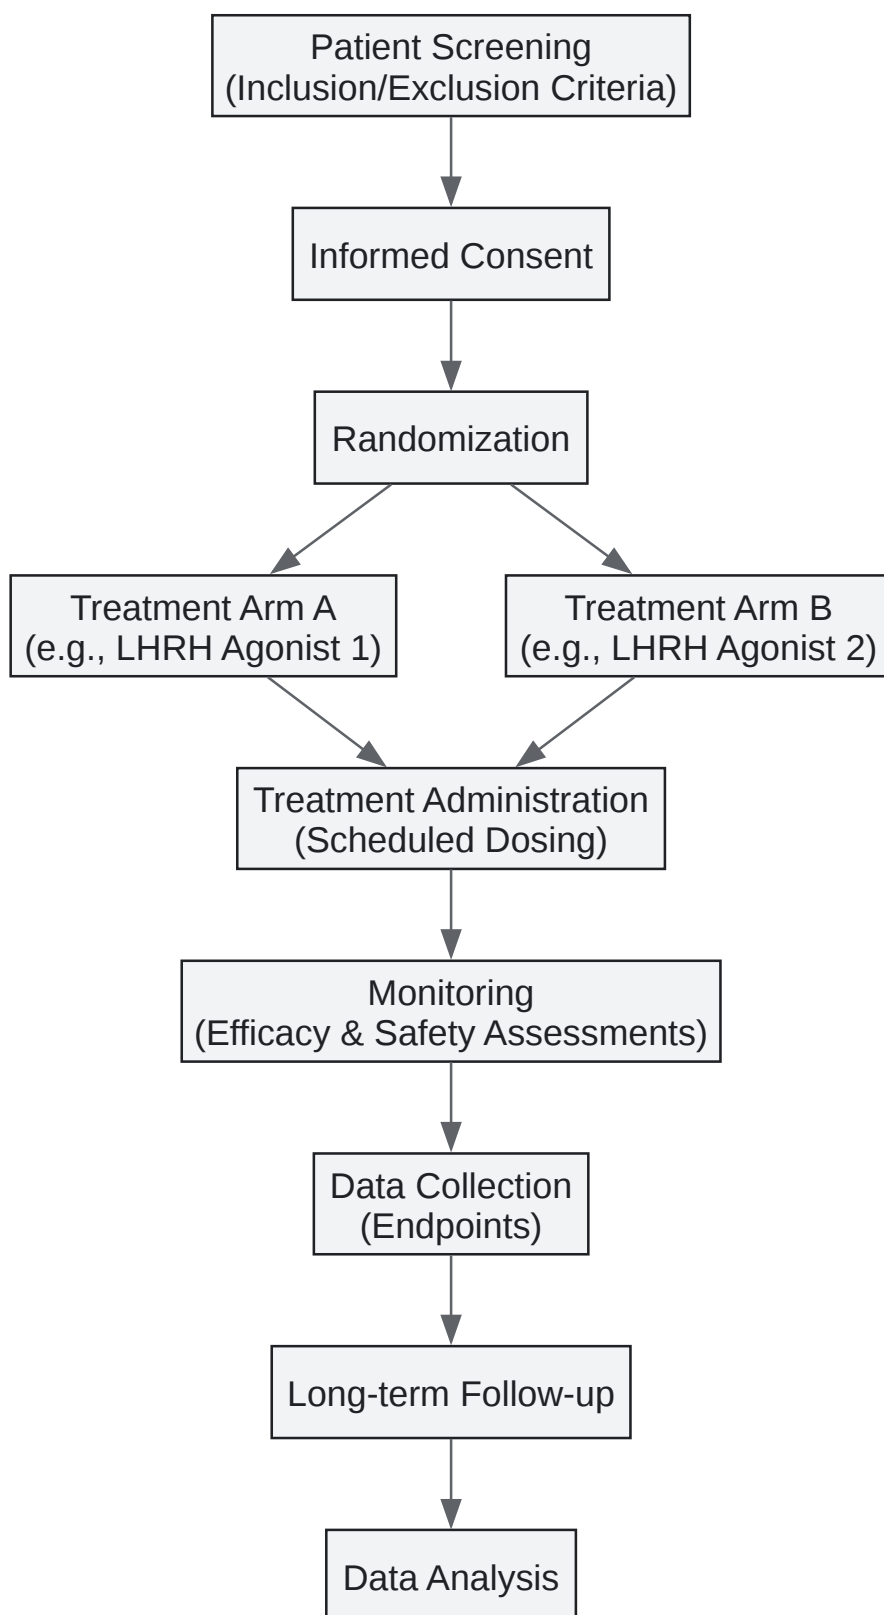 Patient Screening
(Inclusion/Exclusion Criteria)
Informed Consent
Randomization
Treatment Arm A
(e.g., LHRH Agonist 1)
Treatment Arm B
(e.g., LHRH Agonist 2)
Treatment Administration
(Scheduled Dosing)
Monitoring
(Efficacy & Safety Assessments)
Data Collection
(Endpoints)
Long-term Follow-up
Data Analysis